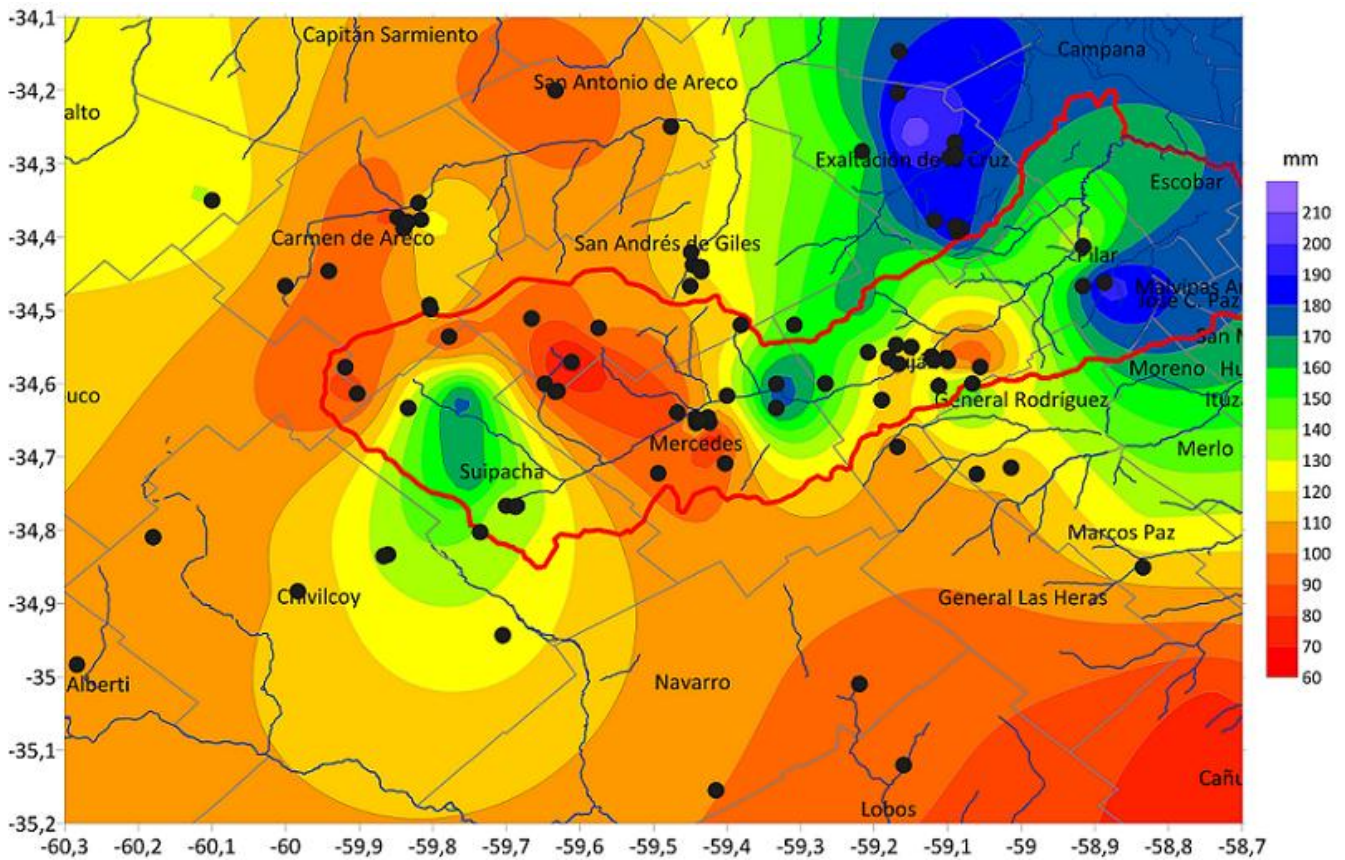 -34,1
Capitán Sarmiento
Campana
mm
-34,2
San Antonio de Areco
alto
-34,3
Exaltación de la Cruz
Escobar
210
200
-34,4
Carmen de Areco
San Andrés de Giles
Pilar
190
180
-34,5
Malvinas Ar
José C. Paz
170
160
San M
Moreno
Hu
150
-34,6
uco
General Rodríguez
Ituza
140
Mercedes
Merlo
130
-34,7
Suipacha
120
110
-34,8
Marcos Paz
100
90
-34,9
Chivilcoy
General Las Heras
80
70
-35
Alberti
Navarro
60
-35,1
Cañu
Lobos
-35,2
-60,3 -60,2 -60,1 -60 -59,9 -59,8 -59,7 -59,6 -59,5 -59,4 -59,3 -59,2 -59,1 -59 -58,9 -58,8 -58,7